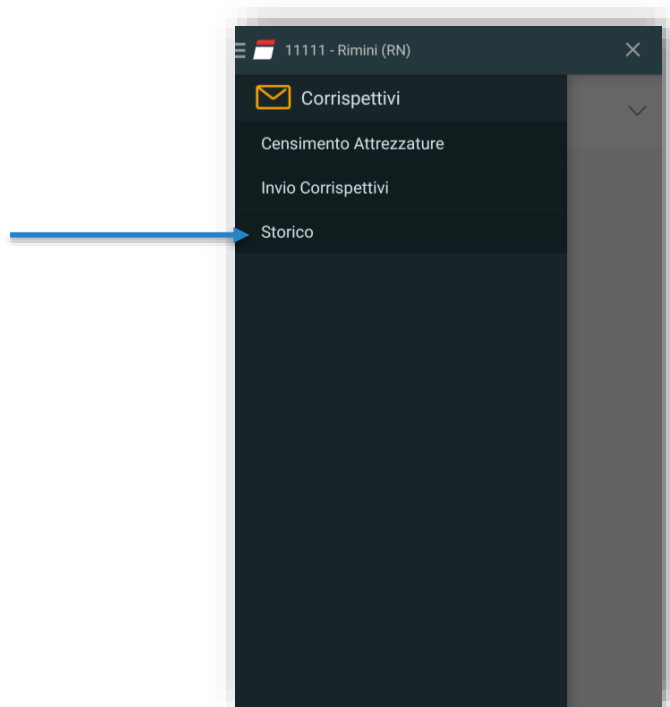 11111 - Rimini (RN)
Corrispettivi
Censimento Attrezzature
Invio Corrispettivi
Storico